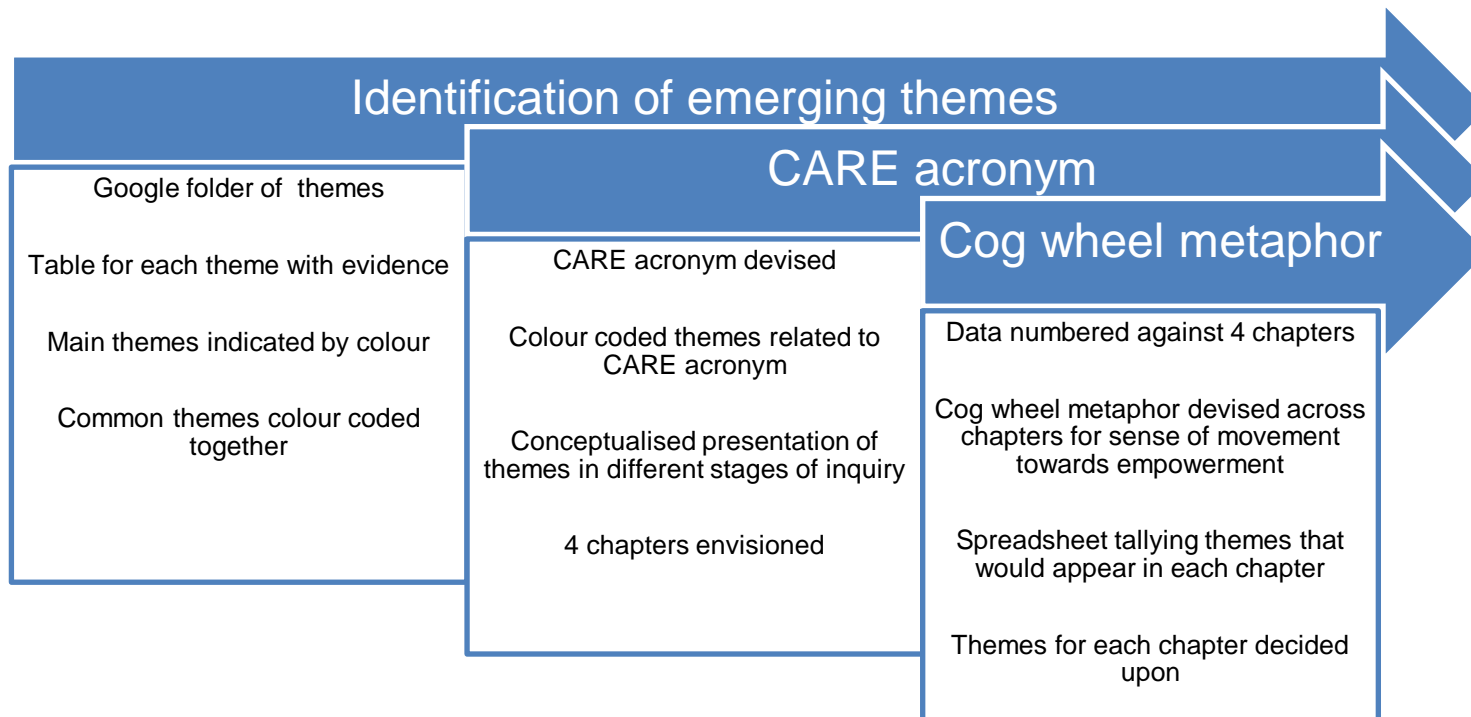 Identification of emerging themes
Google folder of themes
Table for each theme with evidence
Main themes indicated by colour
Common themes colour coded
together
CARE acronym
CARE acronym devised
Colour coded themes related to
CARE acronym
Conceptualised presentation of
themes in different stages of inquiry
4 chapters envisioned
Cog wheel metaphor
Data numbered against 4 chapters
Cog wheel metaphor devised across
chapters for sense of movement
towards empowerment
Spreadsheet tallying themes that
would appear in each chapter
Themes for each chapter decided
upon